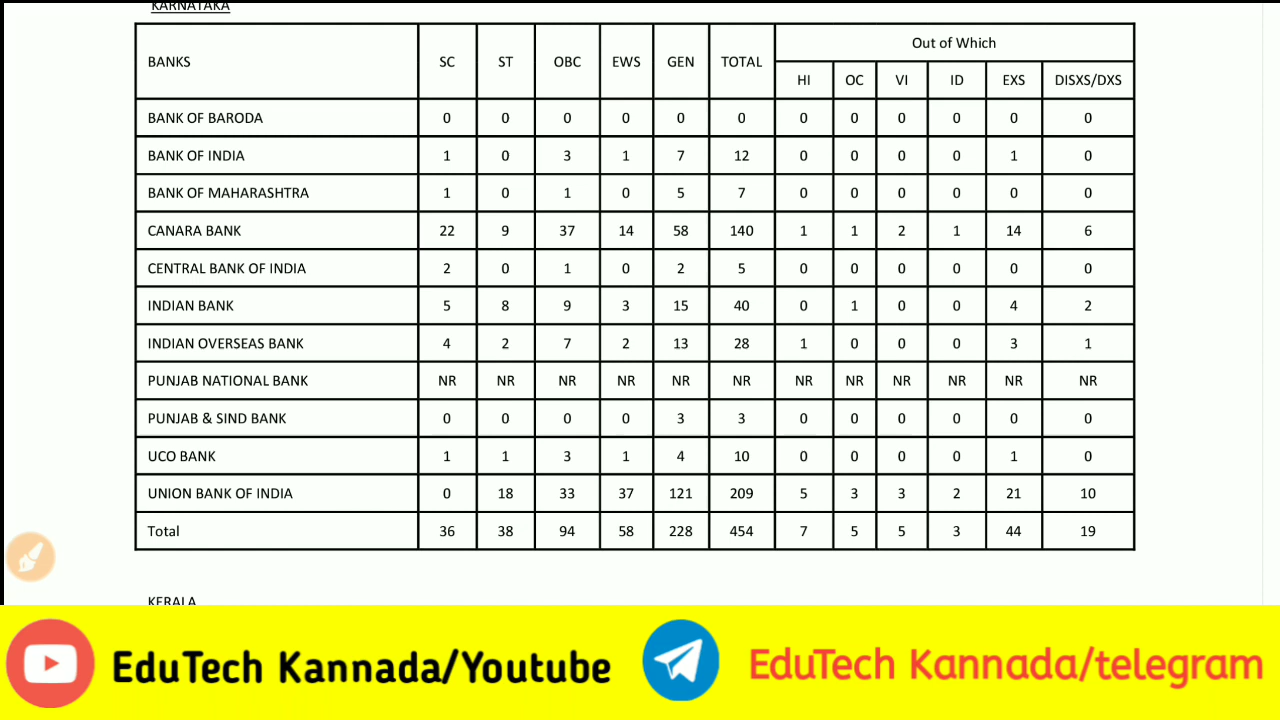 KARNATAKA
BANKS SC ST OBC EWS GEN TOTAL Out of Which
HI OC VI ID EXS DISXS/DXS
BANK OF BARODA 0 0 0 0 0 0 0 0 0 0 0 0
BANK OF INDIA 1 0 3 1 7 12 0 0 0 0 1 0
BANK OF MAHARASHTRA 1 0 1 0 5 7 0 0 0 0 0 0
CANARA BANK 22 9 37 14 58 140 1 1 2 1 14 6
CENTRAL BANK OF INDIA 2 0 1 0 2 5 0 0 0 0 0 0
INDIAN BANK 5 8 9 3 15 40 0 1 0 0 4 2
INDIAN OVERSEAS BANK 4 2 7 2 13 28 1 0 0 0 3 1
PUNJAB NATIONAL BANK NR NR NR NR NR NR NR NR NR NR NR NR
PUNJAB & SIND BANK 0 0 0 0 3 3 0 0 0 0 0 0
UCO BANK 1 1 3 1 4 10 0 0 0 0 1 0
UNION BANK OF INDIA 0 18 33 37 121 209 5 3 3 2 21 10
Total 36 38 94 58 228 454 7 5 5 3 44 19
KERALA
EduTech Kannada/Youtube EduTech Kannada/telegram